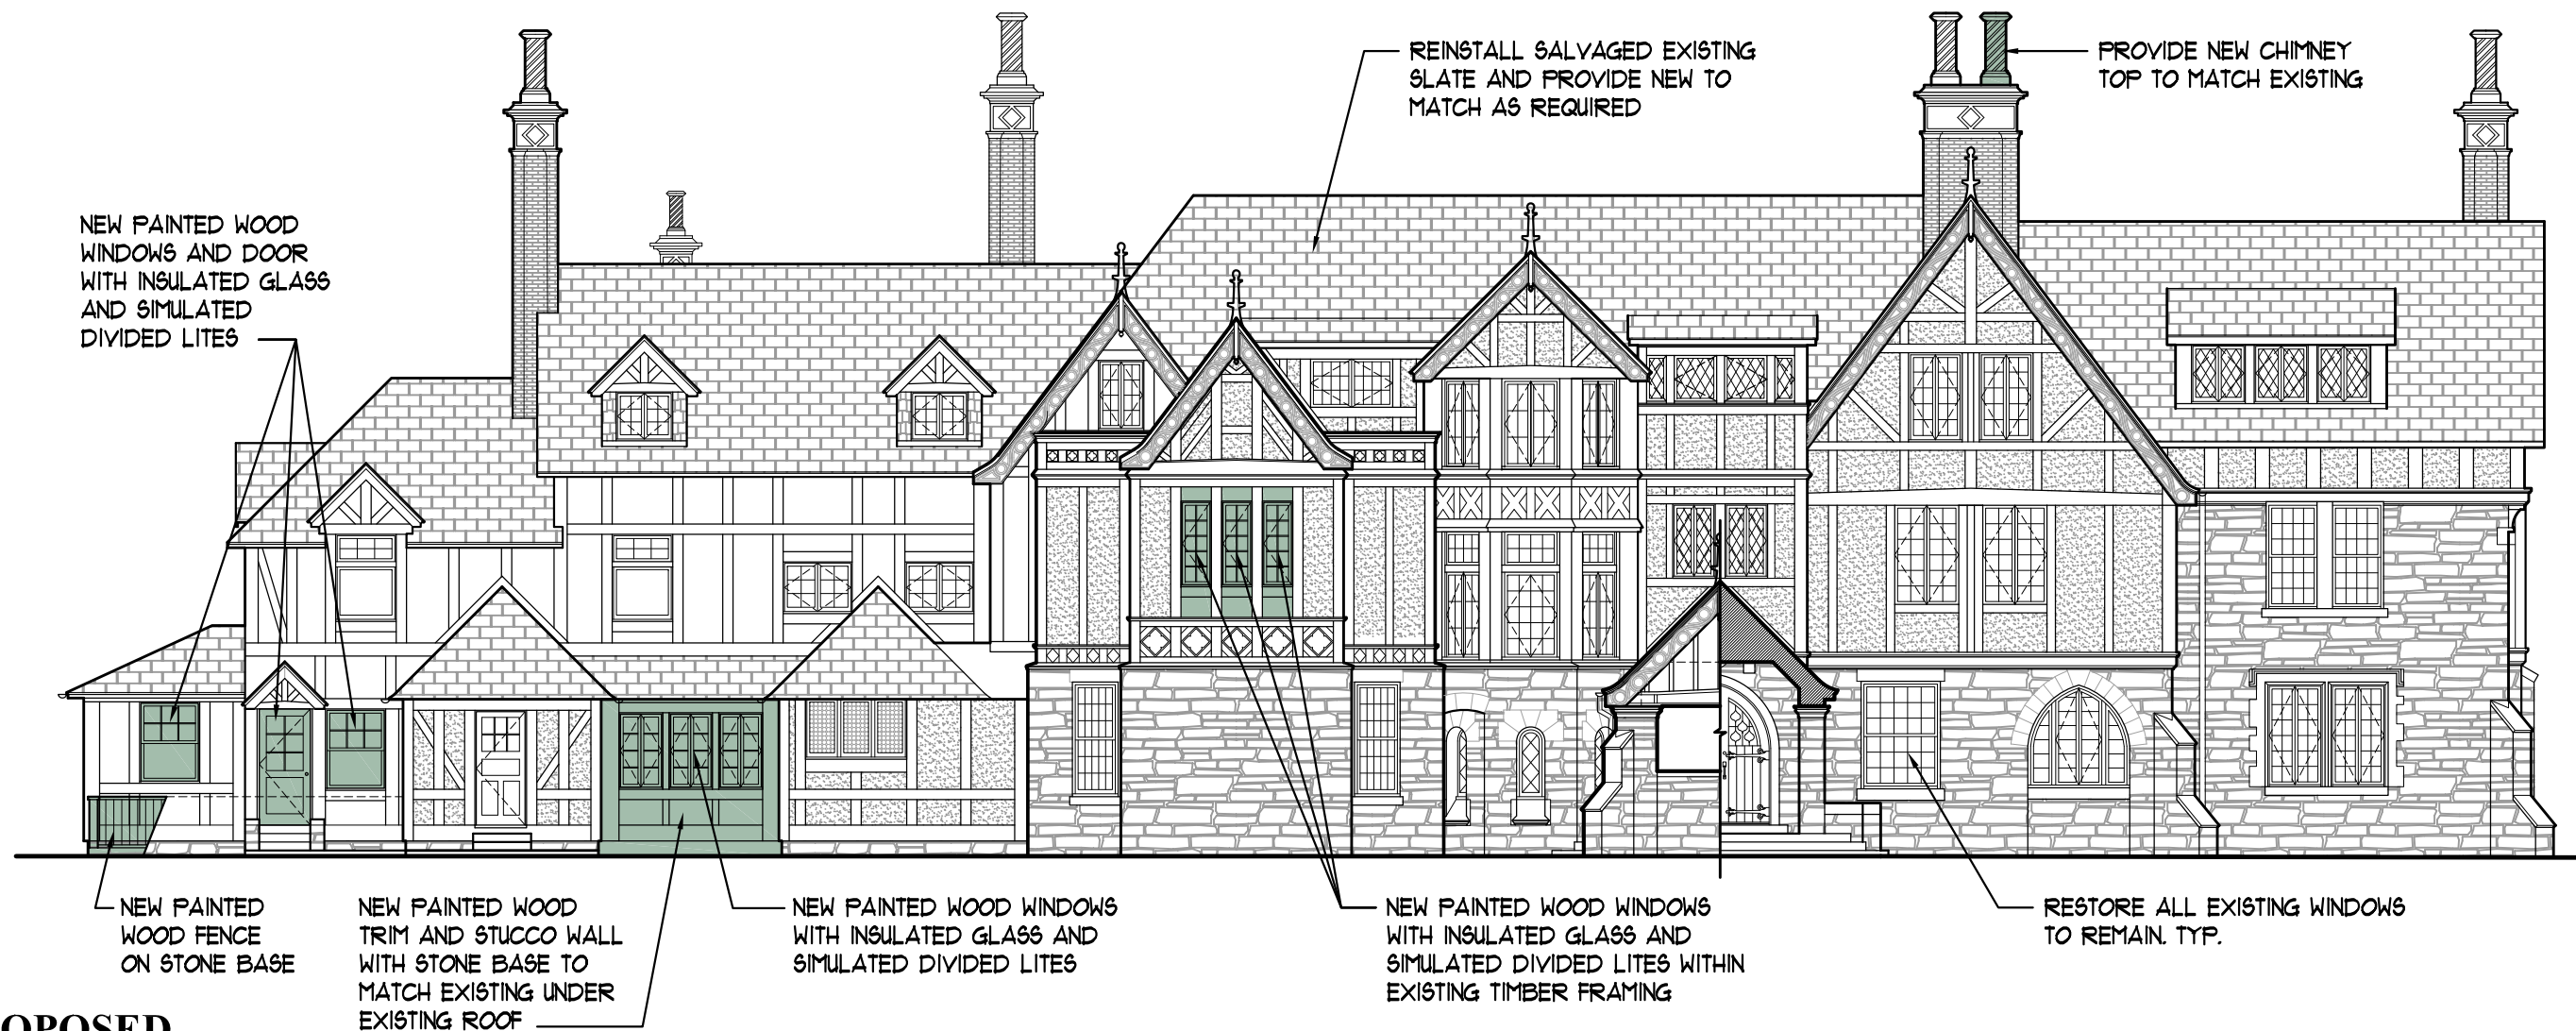 REINSTALL SALVAGED EXISTING
SLATE AND PROVIDE NEW TO
MATCH AS REQUIRED
PROVIDE NEW CHIMNEY
TOP TO MATCH EXISTING
NEW PAINTED WOOD
WINDOWS AND DOOR
WITH INSULATED GLASS
AND SIMULATED
DIVIDED LITES
NEW PAINTED
WOOD FENCE
ON STONE BASE
NEW PAINTED WOOD
TRIM AND STUCCO WALL
WITH STONE BASE TO
MATCH EXISTING UNDER
EXISTING ROOF
NEW PAINTED WOOD WINDOWS
WITH INSULATED GLASS AND
SIMULATED DIVIDED LITES
NEW PAINTED WOOD WINDOWS
WITH INSULATED GLASS AND
SIMULATED DIVIDED LITES WITHIN
EXISTING TIMBER FRAMING
RESTORE ALL EXISTING WINDOWS
TO REMAIN. TYP.